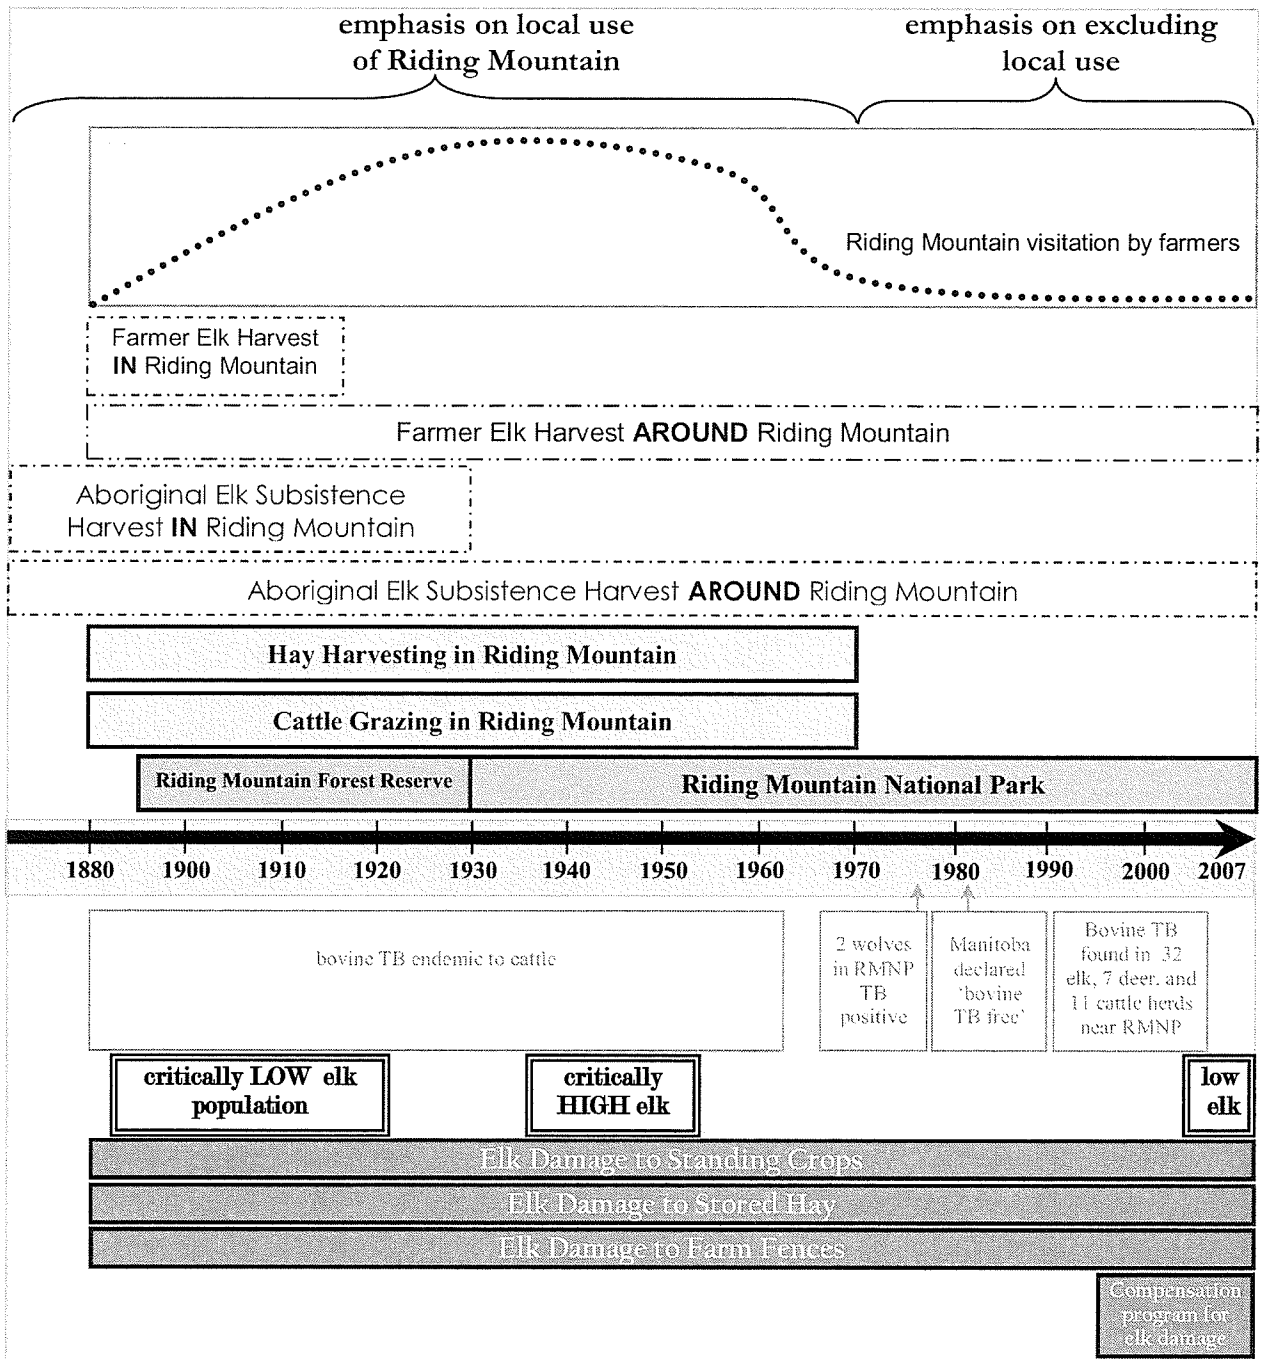 emphasis on local use
of Riding Mountain
emphasis on excluding
local use
Riding Mountain visitation by farmers
Farmer Elk Harvest
IN Riding Mountain
Farmer Elk Harvest AROUND Riding Mountain
Aboriginal Elk Subsistence
Harvest IN Riding Mountain
Aboriginal Elk Subsistence Harvest AROUND Riding Mountain
Hay Harvesting in Riding Mountain
Cattle Grazing in Riding Mountain
Riding Mountain Forest Reserve
Riding Mountain National Park
1880 1900 1910 1920 1930 1940 1950 1960 1970 1980 1990 2000 2007
bovine TB endemic to cattle
2 wolves
in RMNP
TB
positive
Manitoba
declared
'bovine
TB free'
Bovine TB
found in 32
elk, 7 deer. and
11 cattle herds
near RMNP
critically LOW elk
population
critically
HIGH elk
low
elk
Elk Damage to Standing Crops
Elk Damage to Stored Hay
Elk Damage to Farm Fences
Compensation
program for
elk damage